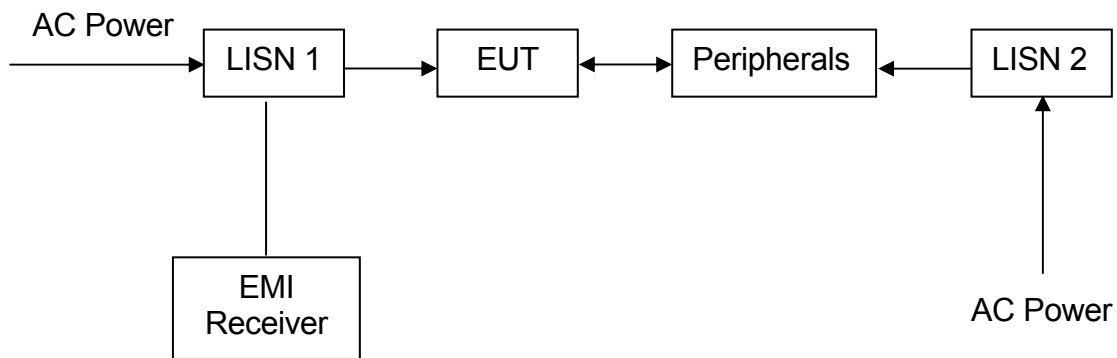 AC Power
LISN 1
EUT
Peripherals
LISN 2
EMI
Receiver
AC Power